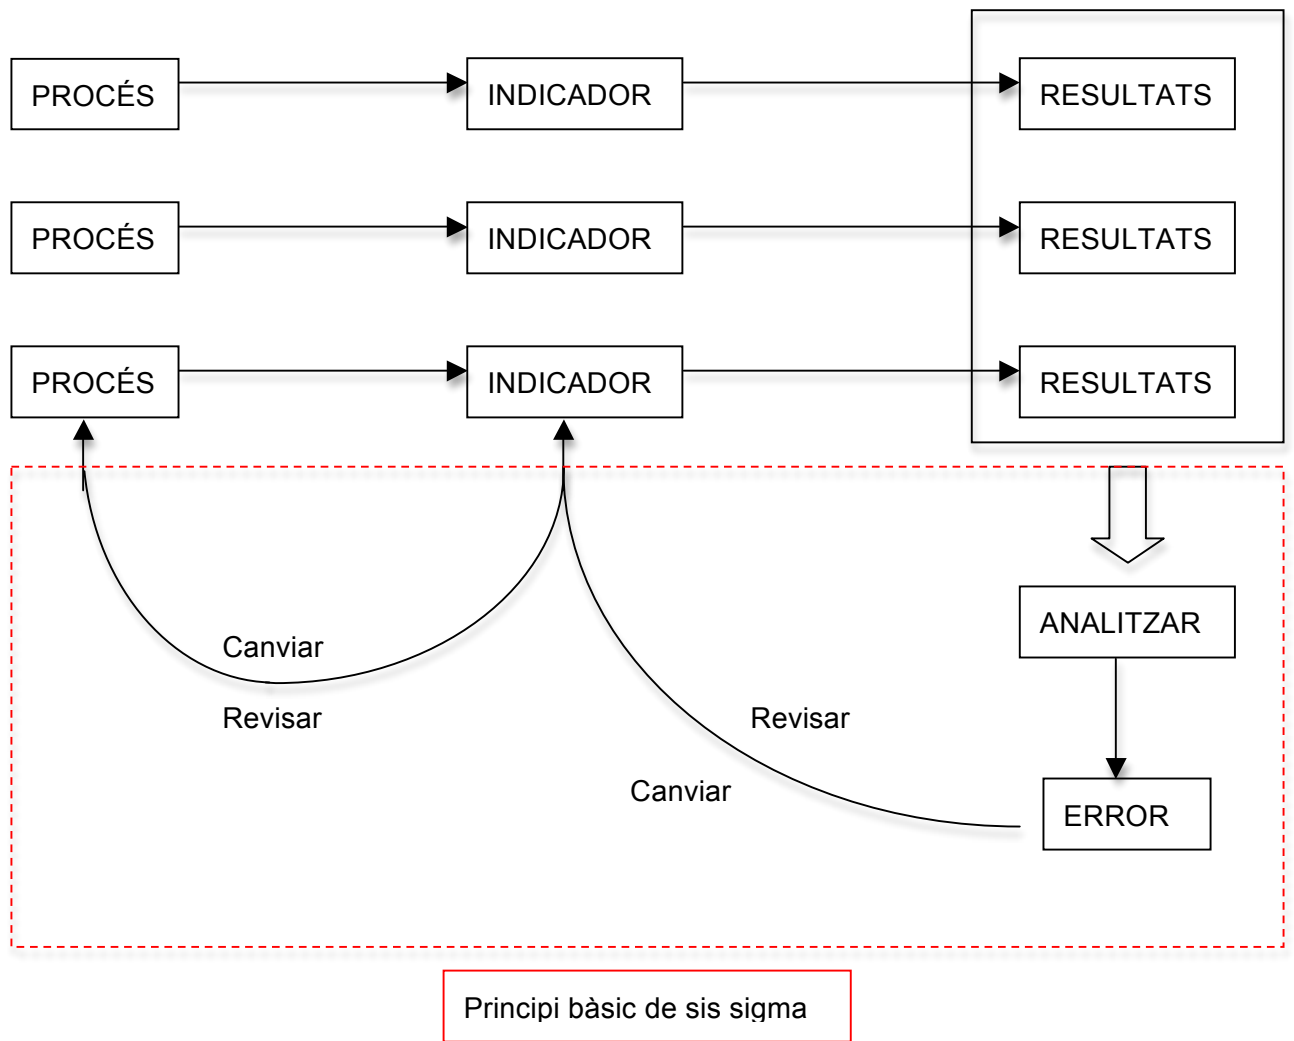 PROCÉS
INDICADOR
RESULTATS
PROCÉS
INDICADOR
RESULTATS
PROCÉS
INDICADOR
RESULTATS
ANALITZAR
Canviar
Revisar
Revisar
Canviar
ERROR
Principi bàsic de sis sigma